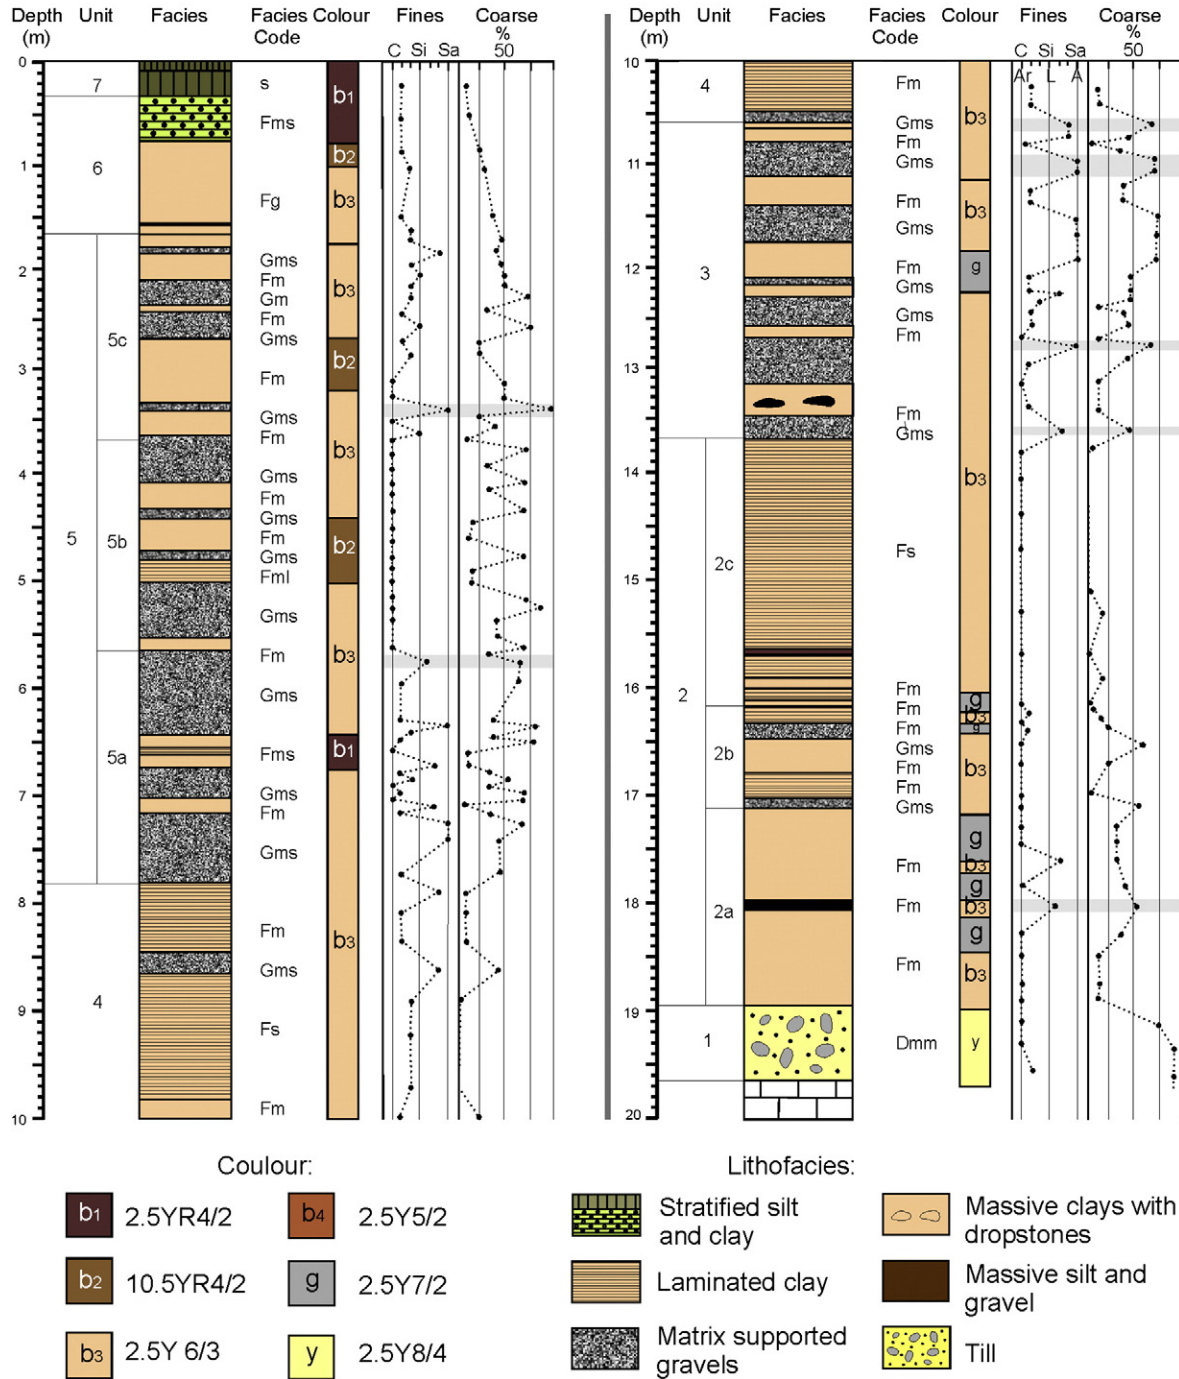 Depth Unit Facies Facies Colour Fines Coarse
(m) Code %
C Si Sa 50
0
7 s
b1
Fms
b2
1
6
b3
Fg
2
Gms
Fm
b3
Gm
5c Fm
Gms
b2
3
Fm
Gms
Fm
b3
4
Gms
Fm
Gms
5 5b Fm
b2
Gms
Fml
5
Gms
Fm
b3
6
Gms
5a Fms b1
7
Gms
Fm
Gms
8
Fm
b3
Gms
9
4
Fs
10
Fm
Depth Unit Facies Facies Colour Fines Coarse
(m) Code %
C Si Sa 50
Ar L A
10
4 Fm
b3
Gms
Fm
11
Gms
Fm
b3
Gms
12
3 Fm g
Gms
Gms
Fm
13
Fm
Gms
14
b3
2c Fs
15
16
2 Fm g
Fm b3
Fm g
Gms
2b Fm b3
17
Fm
Gms
g
Fm b3
g
18
2a Fm b3
g
Fm b3
19
1 Dmm y
20
Coulour:
b1 2.5YR4/2 b4 2.5Y5/2
b2 10.5YR4/2 g 2.5Y7/2
b3 2.5Y 6/3 y 2.5Y8/4
Lithofacies:
Stratified silt
and clay
Massive clays with
dropstones
Laminated clay
Massive silt and
gravel
Matrix supported
gravels
Till